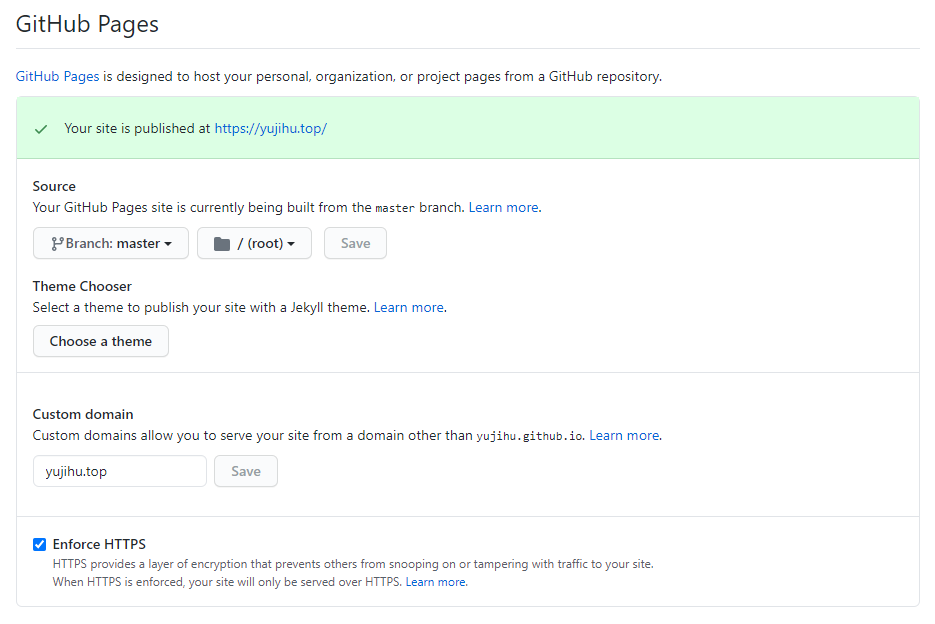 GitHub Pages
GitHub Pages is designed to host your personal, organization, or project pages from a GitHub repository.
Your site is published at https://yujihu.top/
Source
Your GitHub Pages site is currently being built from the master branch. Learn more.
Branch: master
/ (root)
Save
Theme Chooser
Select a theme to publish your site with a Jekyll theme. Learn more.
Choose a theme
Custom domain
Custom domains allow you to serve your site from a domain other than yujihu.github.io. Learn more.
yujihu.top
Save
Enforce HTTPS
HTTPS provides a layer of encryption that prevents others from snooping on or tampering with traffic to your site.
When HTTPS is enforced, your site will only be served over HTTPS. Learn more.